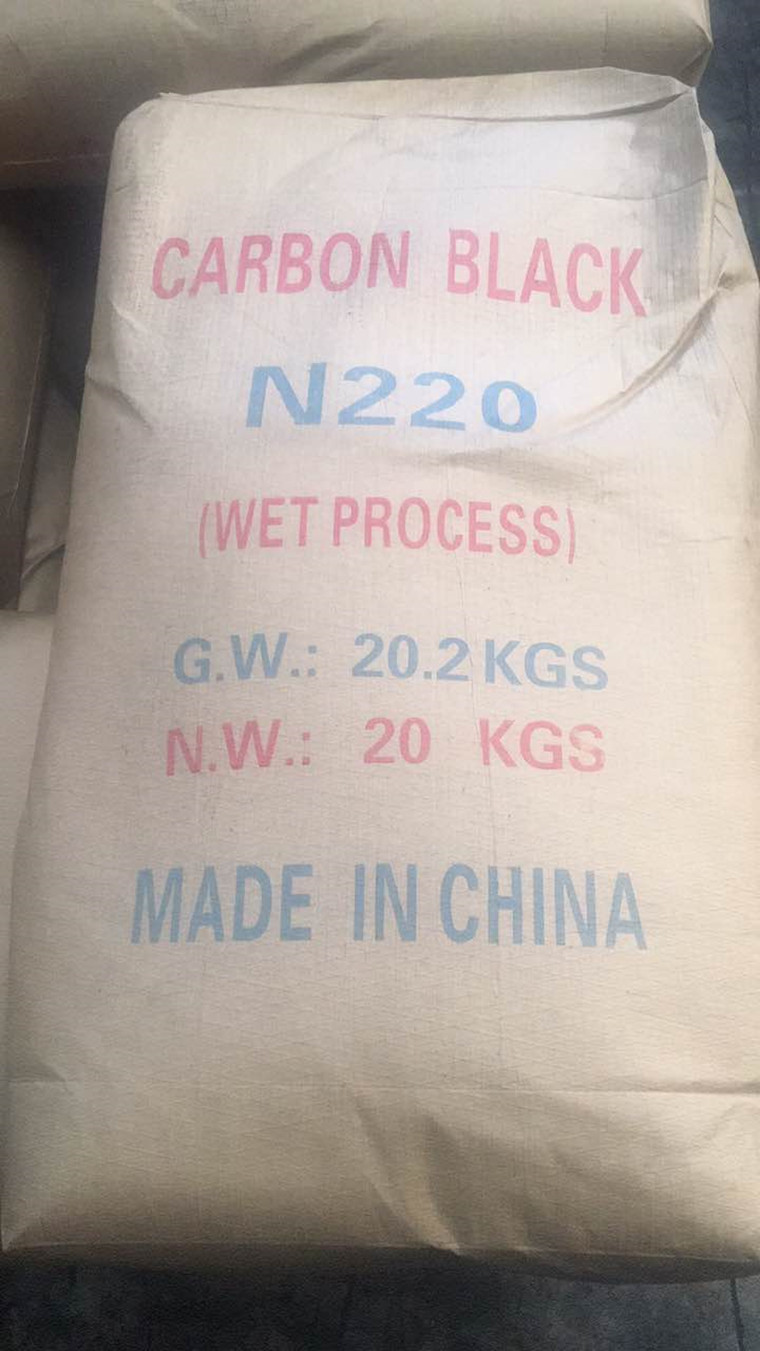 CARBON BLACK
N220
(WET PROCESS)
G.W.: 20.2 KGS
N.W.: 20 KGS
MADE IN CHINA